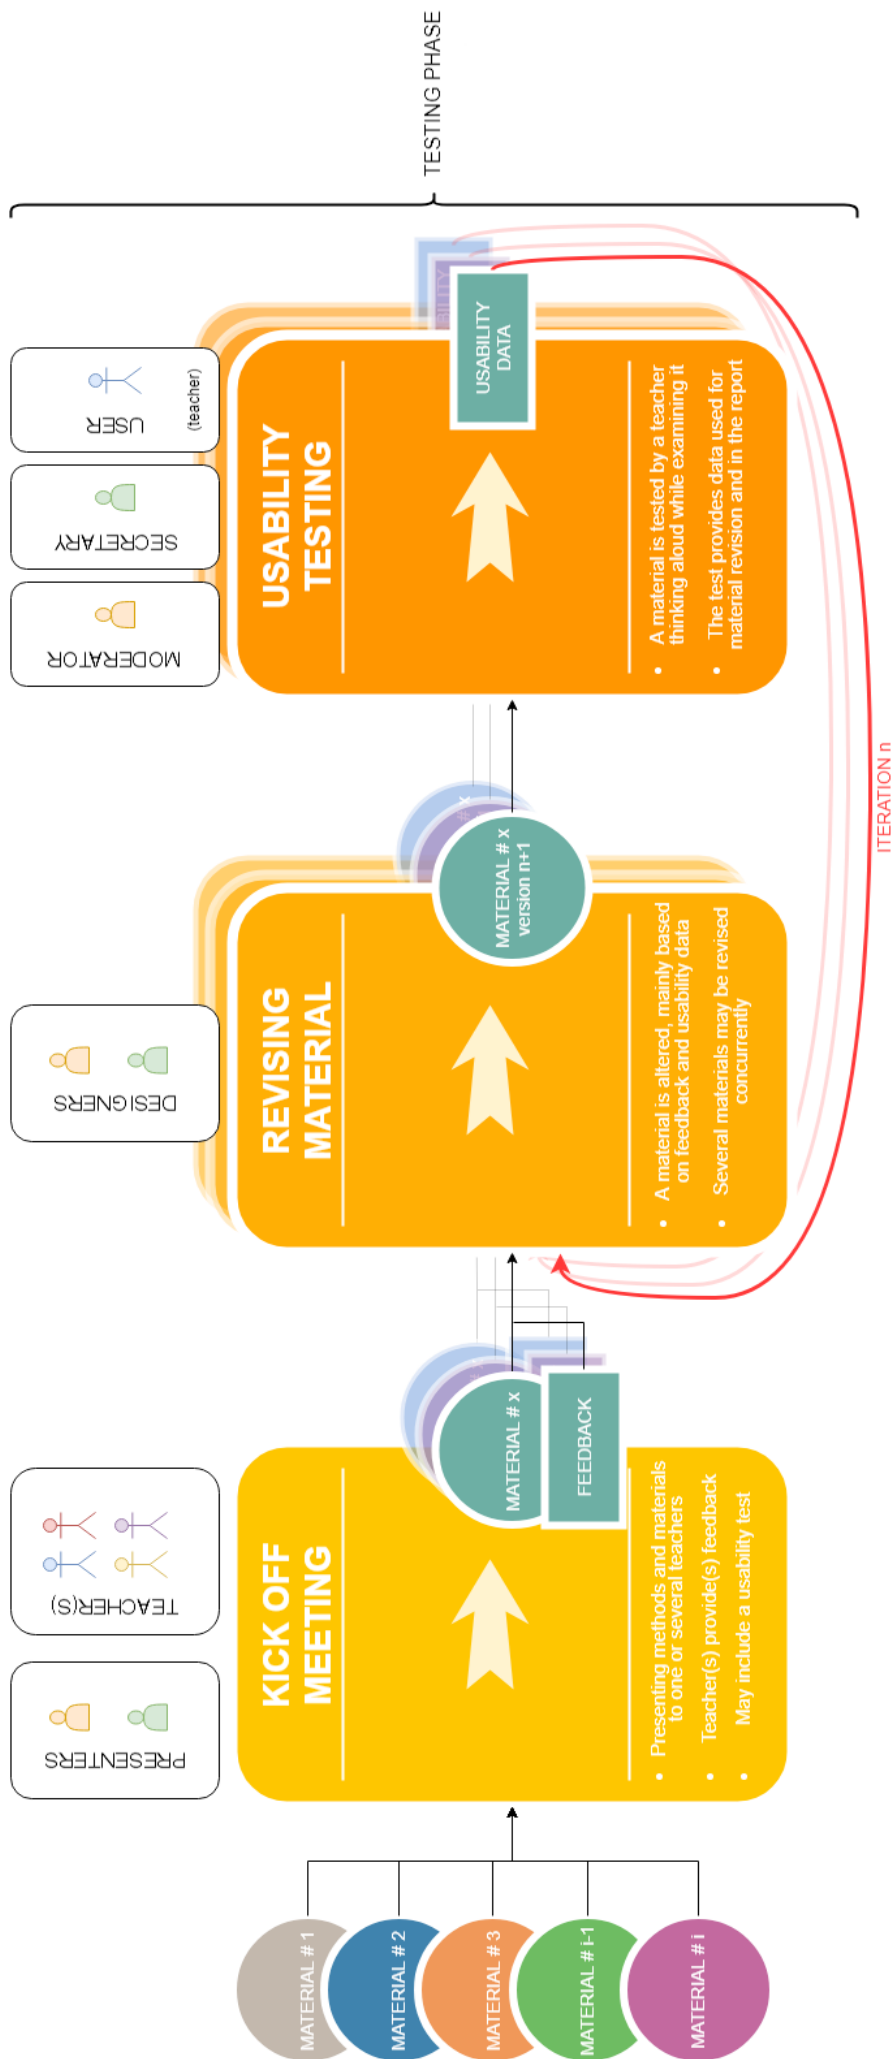 MATERIAL # 1
MATERIAL # 2
MATERIAL # 3
MATERIAL # i-1
MATERIAL # i
PRESENTERS
TEACHER(S)
KICK OFF
MEETING
MATERIAL # x
FEEDBACK
• Presenting methods and materials
to one or several teachers
• Teacher(s) provide(s) feedback
• May include a usability test
DESIGNERS
REVISING
MATERIAL
# x
MATERIAL # x
version n+1
• A material is altered, mainly based
on feedback and usability data
• Several materials may be revised
concurrently
MODERATOR
SECRETARY
USER
(teacher)
USABILITY
TESTING
USABILITY
DATA
• A material is tested by a teacher
thinking aloud while examining it
• The test provides data used for
material revision and in the report
ITERATION n
TESTING PHASE